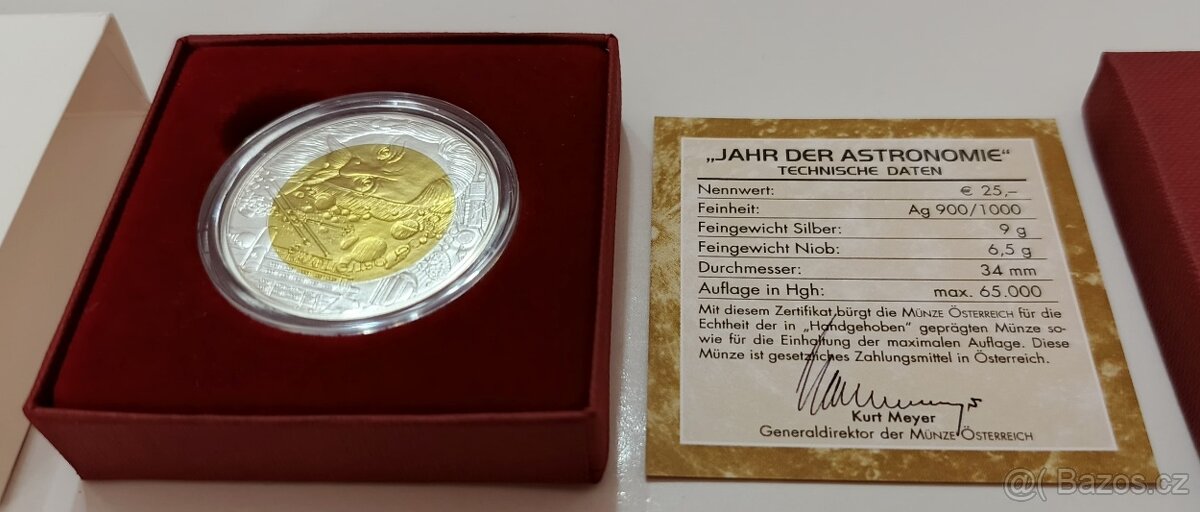 „JAHR DER ASTRONOMIE“
TECHNISCHE DATEN
Nennwert: € 25,–
Feinheit: Ag 900/1000
Feingewicht Silber: 9 g
Feingewicht Niob: 6,5 g
Durchmesser: 34 mm
Auflage in Hgh: max. 65.000
Mit diesem Zertifikat bürgt die MÜNZE ÖSTERREICH für die
Echtheit der in „Handgehoben“ geprägten Münze so-
wie für die Einhaltung der maximalen Auflage. Diese
Münze ist gesetzliches Zahlungsmittel in Österreich.
Kurt Meyer
Generaldirektor der MÜNZE ÖSTERREICH
@( Bazos.cz